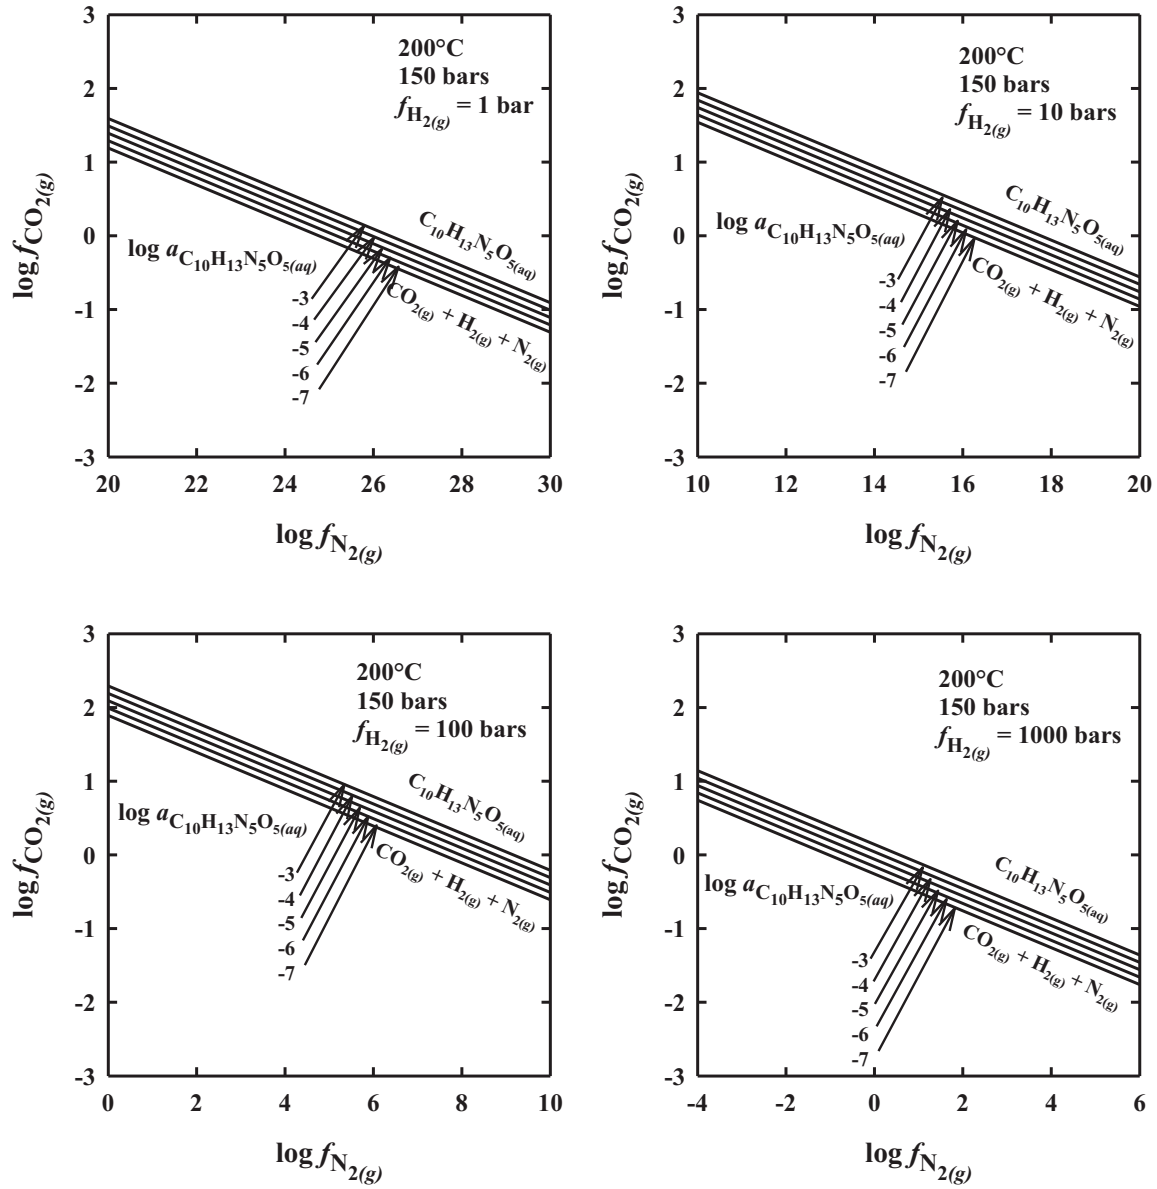 3
2
1
0
-1
-2
-3
20 22 24 26 28 30
log fCO2(g)
log fN2(g)
200°C
150 bars
fH2(g) = 1 bar
C10H13N5O5(aq)
log aC10H13N5O5(aq)
CO2(g) + H2(g) + N2(g)
-3
-4
-5
-6
-7
3
2
1
0
-1
-2
-3
10 12 14 16 18 20
log fCO2(g)
log fN2(g)
200°C
150 bars
fH2(g) = 10 bars
C10H13N5O5(aq)
log aC10H13N5O5(aq)
CO2(g) + H2(g) + N2(g)
-3
-4
-5
-6
-7
3
2
1
0
-1
-2
-3
0 2 4 6 8 10
log fCO2(g)
log fN2(g)
200°C
150 bars
fH2(g) = 100 bars
C10H13N5O5(aq)
log aC10H13N5O5(aq)
CO2(g) + H2(g) + N2(g)
-3
-4
-5
-6
-7
3
2
1
0
-1
-2
-3
-4 -2 0 2 4 6
log fCO2(g)
log fN2(g)
200°C
150 bars
fH2(g) = 1000 bars
C10H13N5O5(aq)
log aC10H13N5O5(aq)
CO2(g) + H2(g) + N2(g)
-3
-4
-5
-6
-7